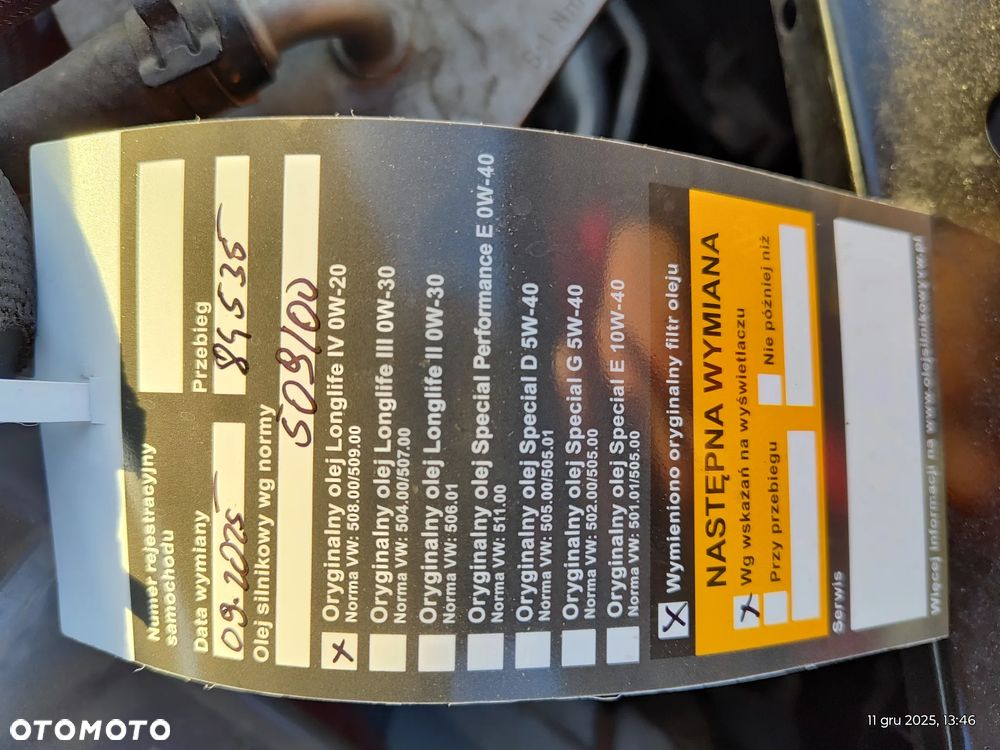 6-1 Nm
Numer rejestracyjny
samochodu
Data wymiany
Przebieg
09.2025
84535
Olej silnikowy wg normy
509/00
X Oryginalny olej Longlife IV 0W-20
Norma VW: 508.00/509.00
Oryginalny olej Longlife III 0W-30
Norma VW: 504.00/507.00
Oryginalny olej Longlife II 0W-30
Norma VW: 506.01
Oryginalny olej Special Performance E 0W-40
Norma VW: 511.00
Oryginalny olej Special D 5W-40
Norma VW: 505.00/505.01
Oryginalny olej Special G 5W-40
Norma VW: 502.00/505.00
Oryginalny olej Special E 10W-40
Norma VW: 501.01/505.00
X Wymieniono oryginalny filtr oleju
NASTĘPNA WYMIANA
X Wg wskazań na wyświetlaczu
Przy przebiegu
Nie później niż
Serwis
Więcej informacji na www.olejsilnikowyvw.pl
OTOMOTO
11 gru 2025, 13:46